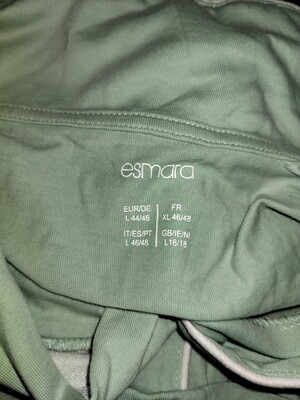 esmara
EUR/DE FR
L 44/46 XL 46/48
IT/ES/PT GB/IE/NI
L 46/48 L16/18